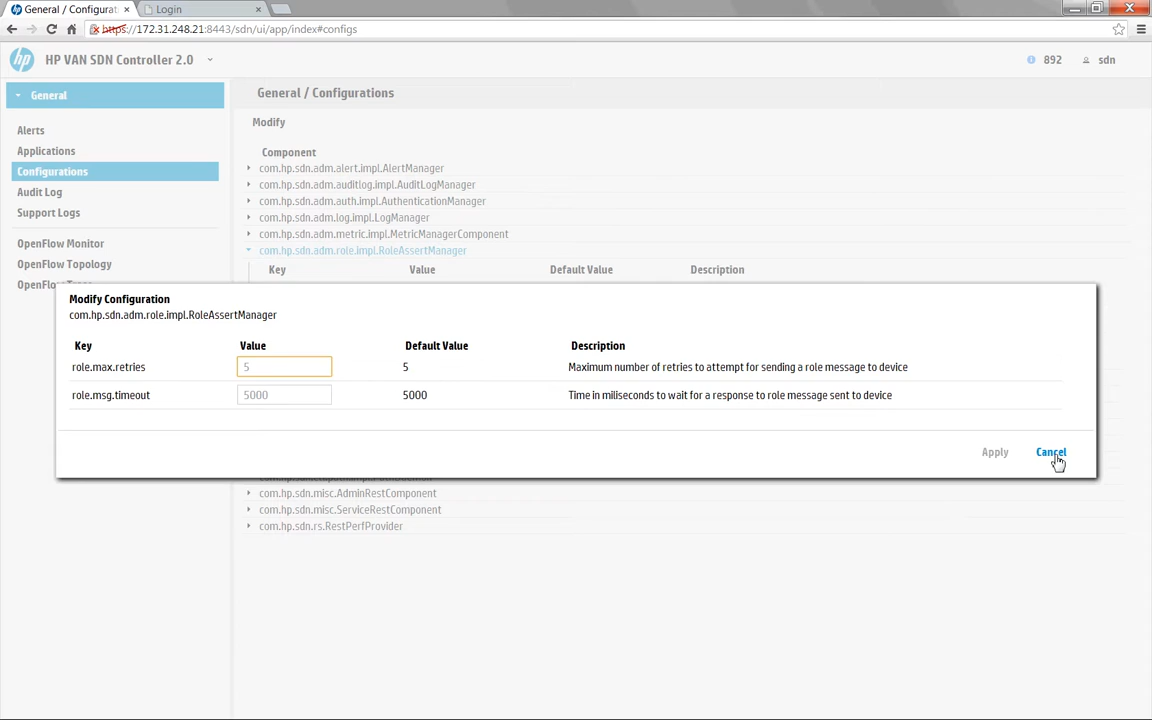 General / Configurat
Login
https://172.31.248.21:8443/sdn/ui/app/index#configs
hp HP VAN SDN Controller 2.0
892 sdn
General
General / Configurations
Alerts
Applications
Configurations
Audit Log
Support Logs
OpenFlow Monitor
OpenFlow Topology
Modify
Component
com.hp.sdn.adm.alert.impl.AlertManager
com.hp.sdn.adm.auditlog.impl.AuditLogManager
com.hp.sdn.adm.auth.impl.AuthenticationManager
com.hp.sdn.adm.log.impl.LogManager
com.hp.sdn.adm.metric.impl.MetricManagerComponent
com.hp.sdn.adm.role.impl.RoleAssertManager
Key Value Default Value Description
Modify Configuration
com.hp.sdn.adm.role.impl.RoleAssertManager
Key Value Default Value Description
role.max.retries 5 5 Maximum number of retries to attempt for sending a role message to device
role.msg.timeout 5000 5000 Time in miliseconds to wait for a response to role message sent to device
Apply Cancel
com.hp.sdn.misc.AdminRestComponent
com.hp.sdn.misc.ServiceRestComponent
com.hp.sdn.rs.RestPerfProvider